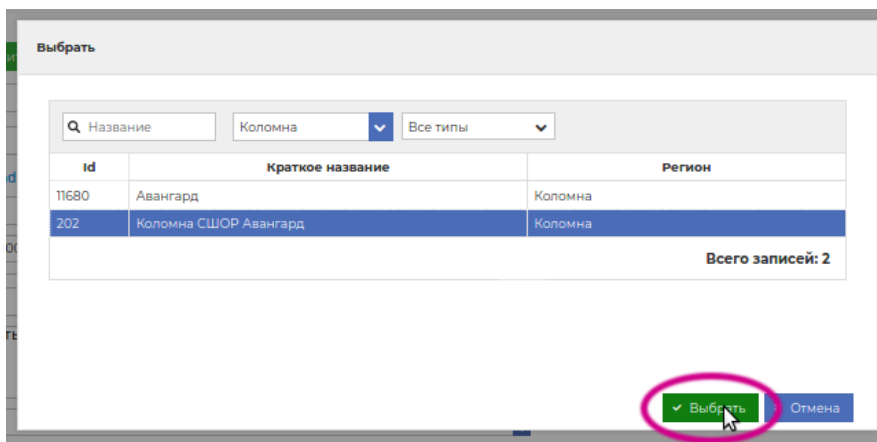 Выбрать
Название
Коломна
Все типы
Id Краткое название Регион
11680 Авангард Коломна
202 Коломна СШОР Авангард Коломна
Всего записей: 2
Выбрать
Отмена